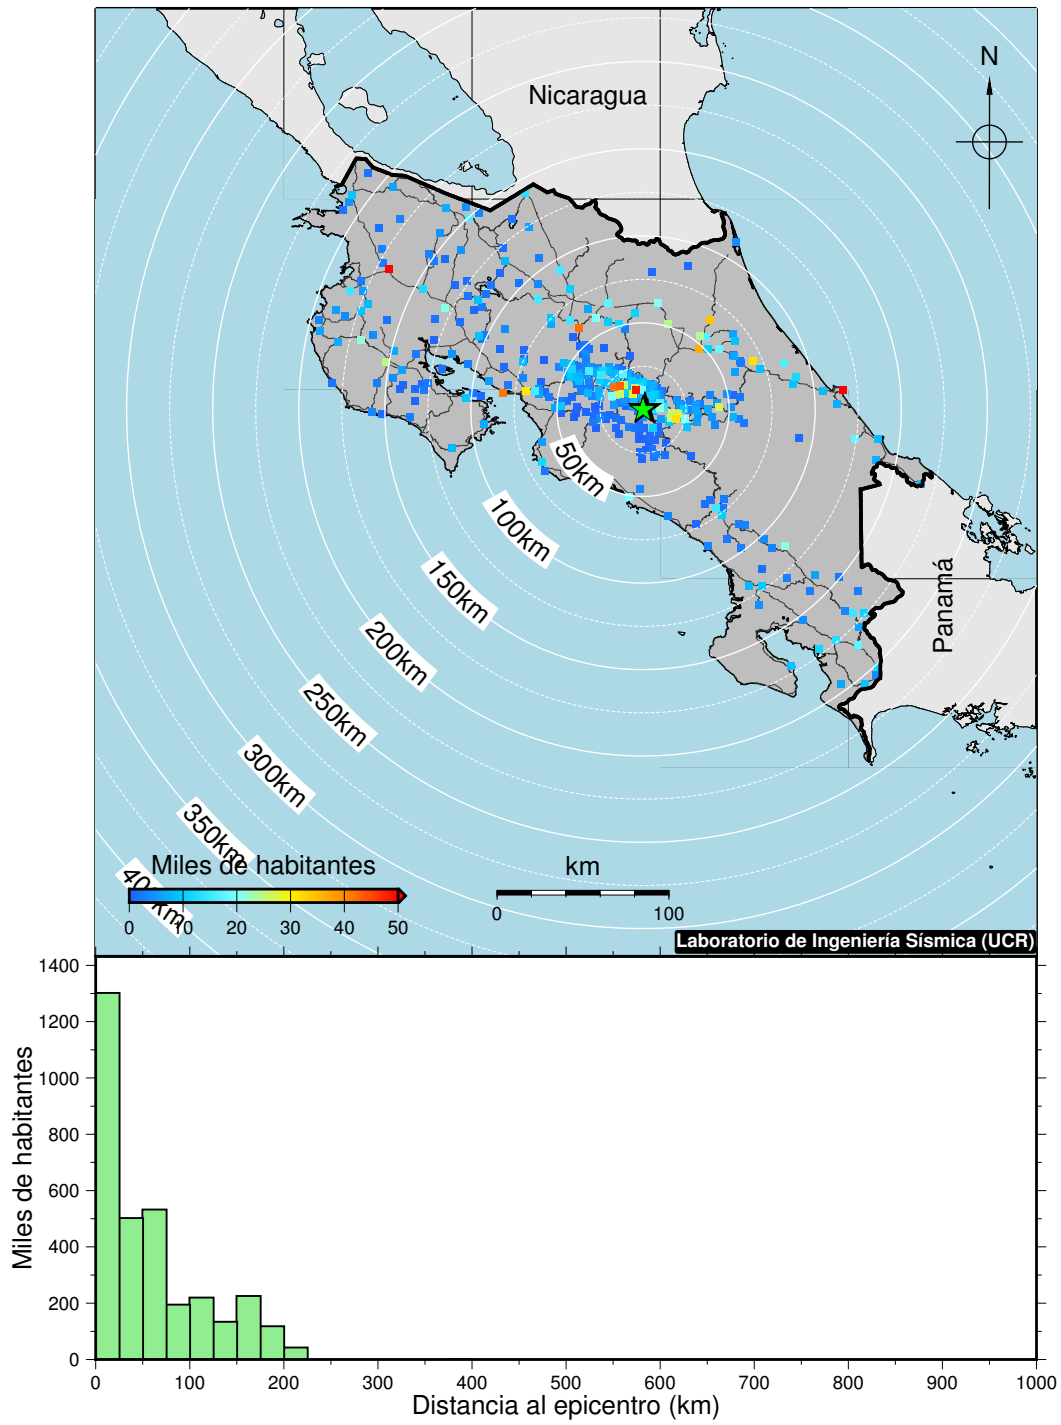 Nicaragua
N
Panamá
50km
100km
150km
200km
250km
300km
350km
400km
Miles de habitantes
0 10 20 30 40 50
km
0 100
Laboratorio de Ingeniería Sísmica (UCR)
1400
1200
1000
800
600
400
200
0
Miles de habitantes
0 100 200 300 400 500 600 700 800 900 1000
Distancia al epicentro (km)